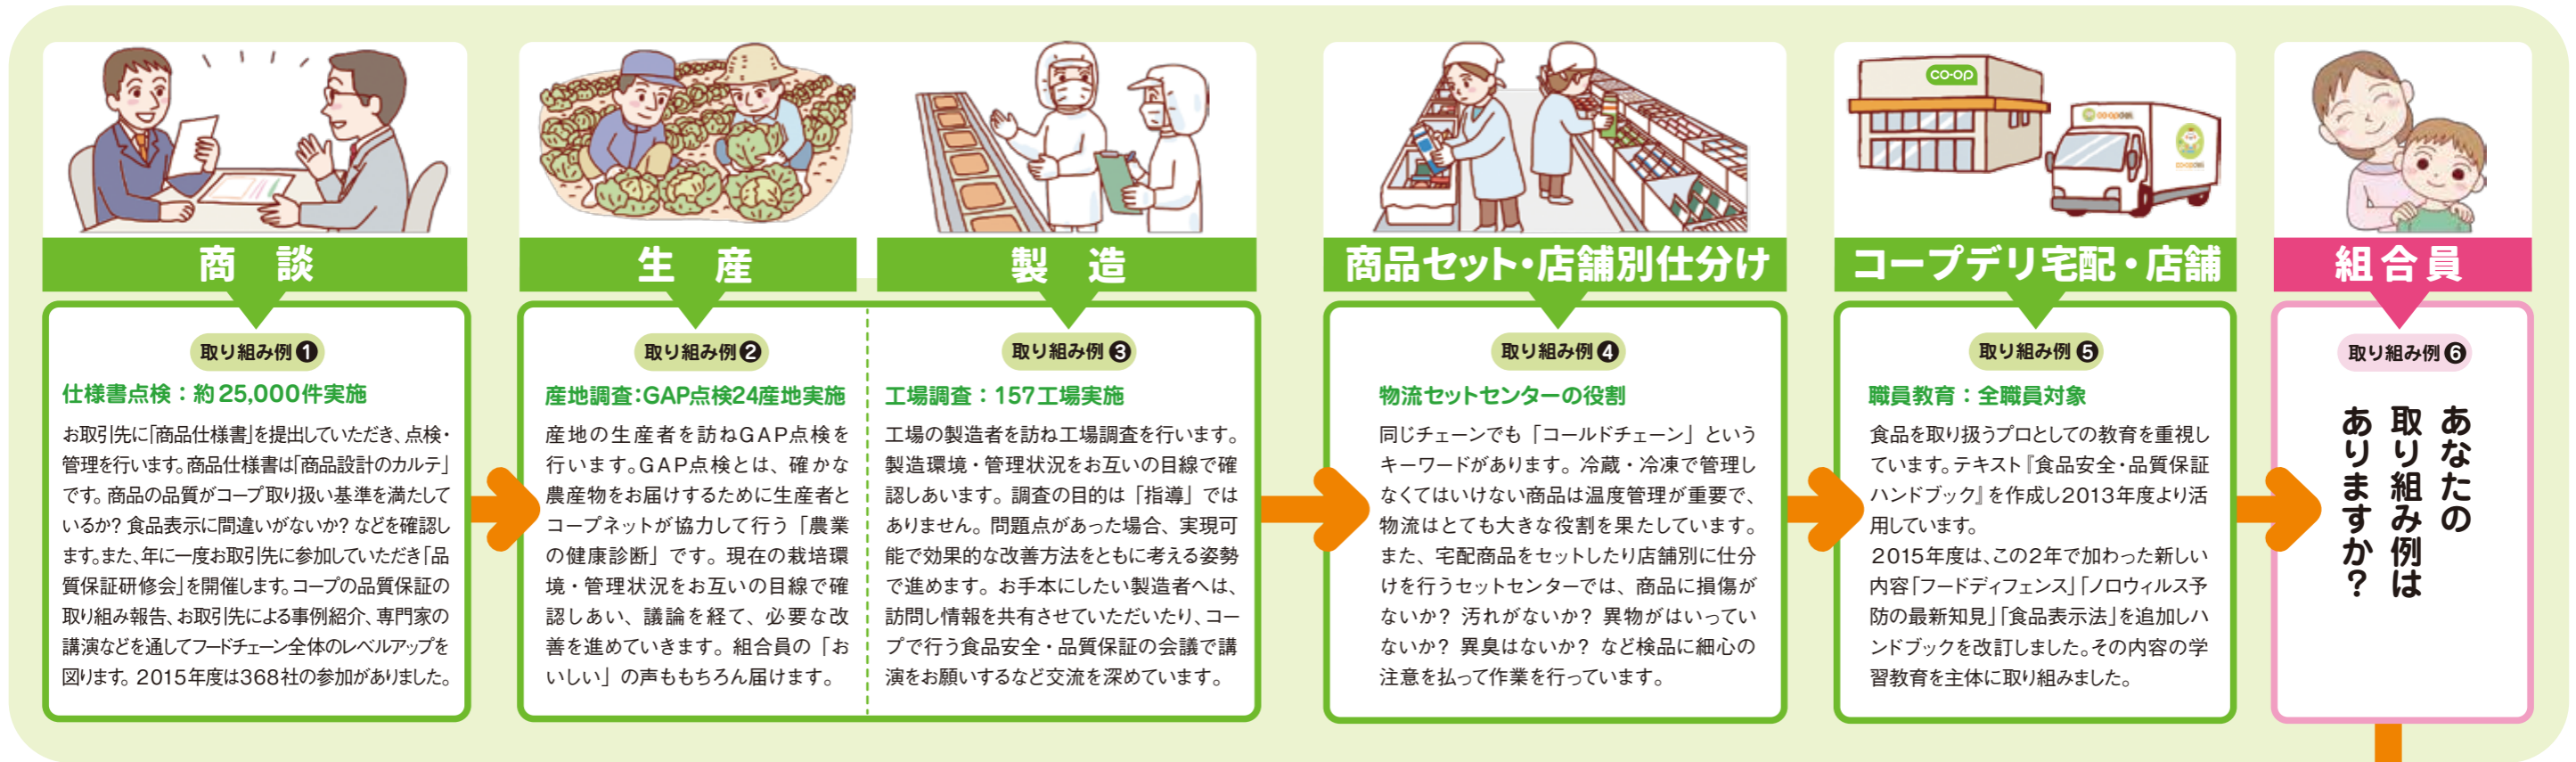 商談
取り組み例❶
仕様書点検：約25,000件実施
お取引先に「商品仕様書」を提出していただき、点検・
管理を行います。商品仕様書は「商品設計のカルテ」
です。商品の品質がコープ取り扱い基準を満たして
いるか? 食品表示に間違いがないか? などを確認し
ます。また、年に一度お取引先に参加していただき「品
質保証研修会」を開催します。コープの品質保証の
取り組み報告、お取引先による事例紹介、専門家の
講演などを通してフードチェーン全体のレベルアップを
図ります。2015年度は368社の参加がありました。
生産
取り組み例❷
産地調査：GAP点検24産地実施
産地の生産者を訪ねGAP点検を
行います。GAP点検とは、確かな
農産物をお届けするために生産者と
コープネットが協力して行う「農業
の健康診断」です。現在の栽培環
境・管理状況をお互いの目線で確
認しあい、議論を経て、必要な改
善を進めていきます。組合員の「お
いしい」の声ももちろん届けます。
製造
取り組み例❸
工場調査：157工場実施
工場の製造者を訪ね工場調査を行います。
製造環境・管理状況をお互いの目線で確
認しあいます。調査の目的は「指導」では
ありません。問題点があった場合、実現可
能で効果的な改善方法をともに考える姿勢
で進めます。お手本にしたい製造者へは、
訪問し情報を共有させていただいたり、コー
プで行う食品安全・品質保証の会議で講
演をお願いするなど交流を深めています。
商品セット・店舗別仕分け
取り組み例❹
物流セットセンターの役割
同じチェーンでも「コールドチェーン」という
キーワードがあります。冷蔵・冷凍で管理し
なくてはいけない商品は温度管理が重要で、
物流はとても大きな役割を果たしています。
また、宅配商品をセットしたり店舗別に仕分
けを行うセットセンターでは、商品に損傷が
ないか? 汚れがないか? 異物がはいってい
ないか? 異臭はないか? など検品に細心の
注意を払って作業を行っています。
co-op
co-op deli
コープデリ宅配・店舗
取り組み例❺
職員教育：全職員対象
食品を取り扱うプロとしての教育を重視し
ています。テキスト『食品安全・品質保証
ハンドブック』を作成し2013年度より活
用しています。
2015年度は、この2年で加わった新しい
内容「フードディフェンス」「ノロウィルス予
防の最新知見」「食品表示法」を追加しハ
ンドブックを改訂しました。その内容の学
習教育を主体に取り組みました。
組合員
取り組み例❻
あなたの
取り組み例は
ありますか?